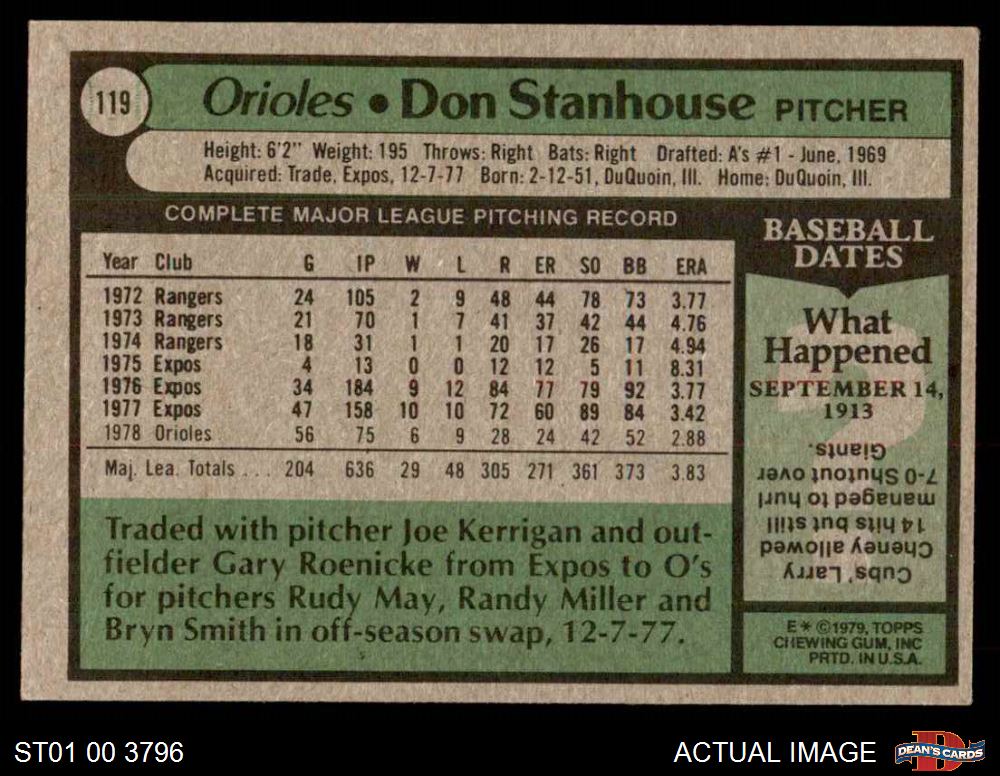 119
Orioles • Don Stanhouse PITCHER
Height: 6'2" Weight: 195 Throws: Right Bats: Right Drafted: A's #1 - June, 1969
Acquired: Trade, Expos, 12-7-77 Born: 2-12-51, DuQuoin, Ill. Home: DuQuoin, Ill.
COMPLETE MAJOR LEAGUE PITCHING RECORD
Year Club G IP W L R ER SO BB ERA
1972 Rangers 24 105 2 9 48 44 78 73 3.77
1973 Rangers 21 70 1 7 41 37 42 44 4.76
1974 Rangers 18 31 1 1 20 17 26 17 4.94
1975 Expos 4 13 0 0 12 12 5 11 8.31
1976 Expos 34 184 9 12 84 77 79 92 3.77
1977 Expos 47 158 10 10 72 60 89 84 3.42
1978 Orioles 56 75 6 9 28 24 42 52 2.88
Maj. Lea. Totals ... 204 636 29 48 305 271 361 373 3.83
Traded with pitcher Joe Kerrigan and out-
fielder Gary Roenicke from Expos to O's
for pitchers Rudy May, Randy Miller and
Bryn Smith in off-season swap, 12-7-77.
BASEBALL
DATES
What
Happened
SEPTEMBER 14,
1913
Cubs' Larry
Cheney allowed
14 hits but still
managed to hurl
7-0 Shutout over
Giants.
E * ©1979, TOPPS
CHEWING GUM, INC
PRTD. IN U.S.A.
ST01 00 3796
ACTUAL IMAGE
DEAN'S CARDS